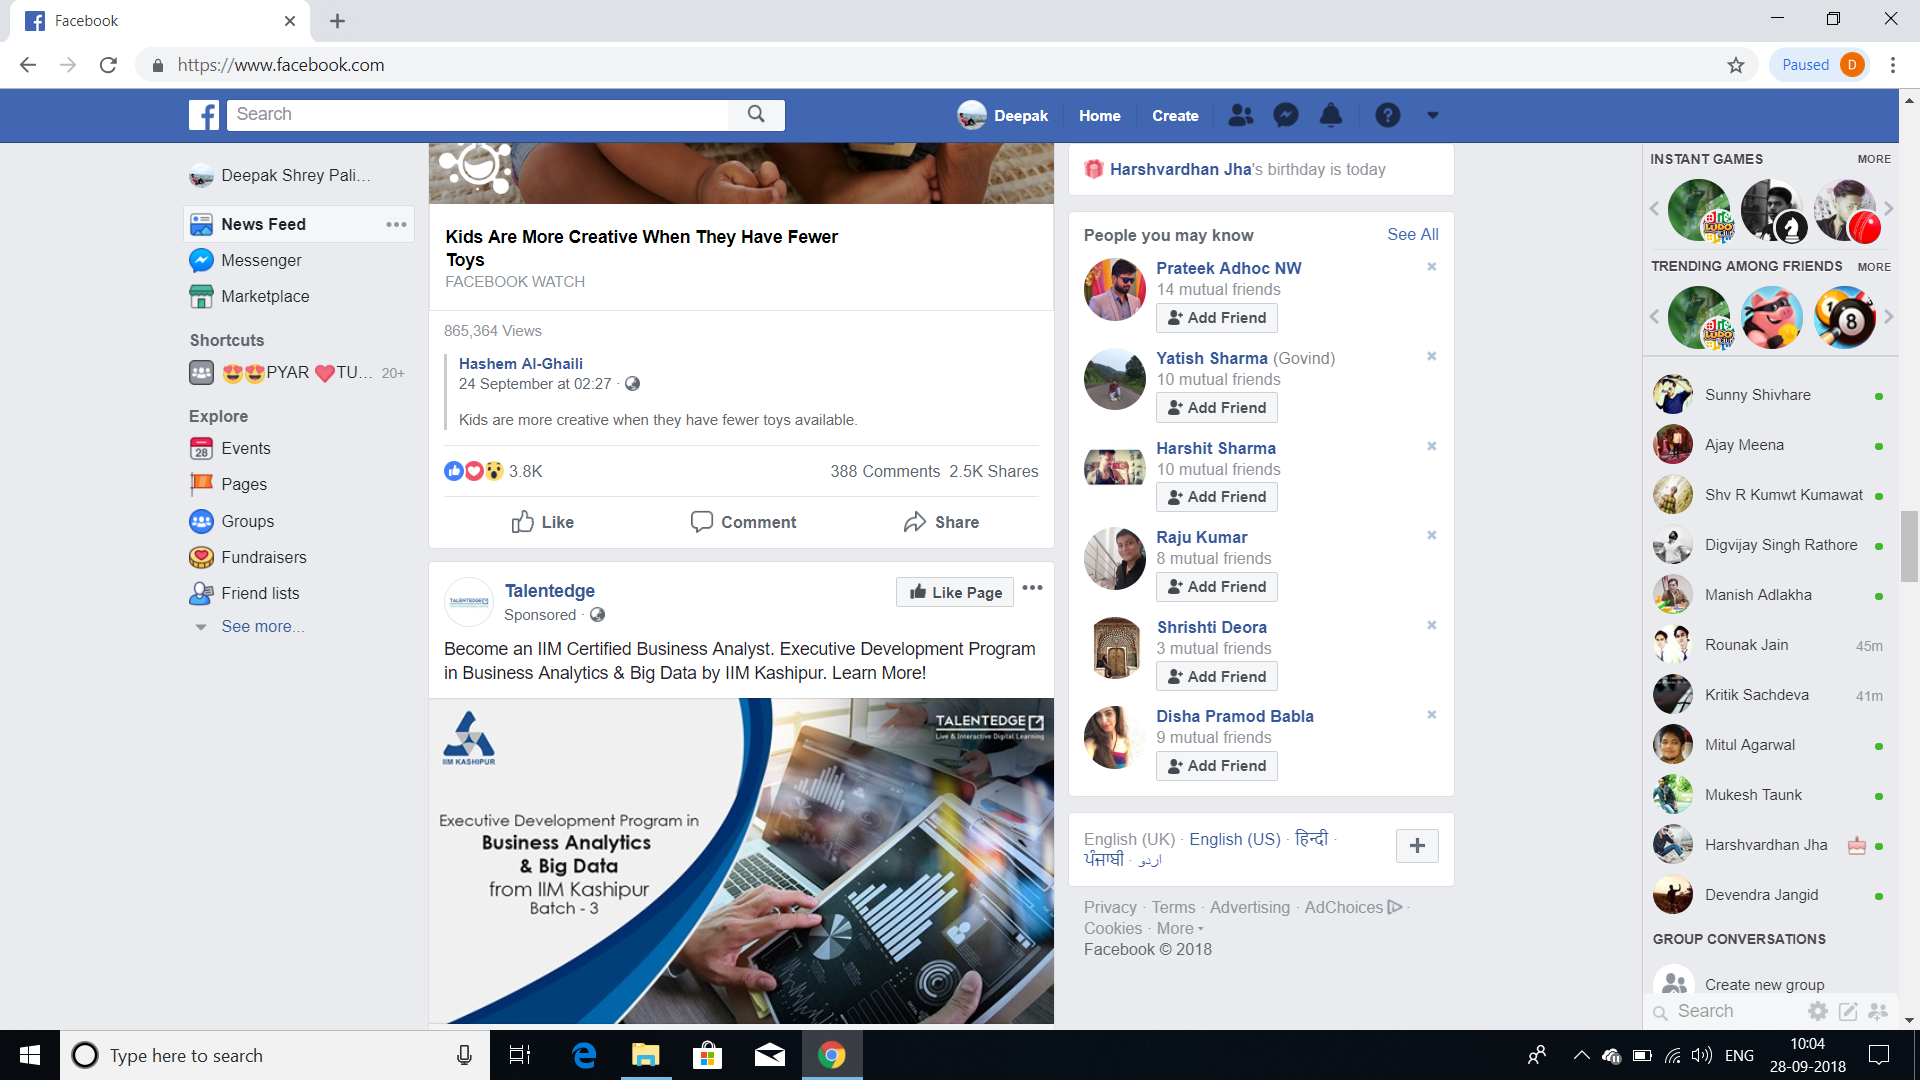 Facebook
https://www.facebook.com
Paused D
Search
Deepak Home Create
Deepak Shrey Pali...
News Feed
Messenger
Marketplace
Shortcuts
😍😍PYAR ❤TU... 20+
Explore
28 Events
Pages
Groups
Fundraisers
Friend lists
See more...
Kids Are More Creative When They Have Fewer
Toys
FACEBOOK WATCH
865,364 Views
Hashem Al-Ghaili
24 September at 02:27 ·
Kids are more creative when they have fewer toys available.
3.8K 388 Comments 2.5K Shares
Like Comment Share
TALENTEDGE
Talentedge
Sponsored ·
Like Page
Become an IIM Certified Business Analyst. Executive Development Program
in Business Analytics & Big Data by IIM Kashipur. Learn More!
IIM KASHIPUR
TALENTEDGE
Live & Interactive Digital Learning
Executive Development Program in
Business Analytics
& Big Data
from IIM Kashipur
Batch - 3
Harshvardhan Jha's birthday is today
People you may know See All
Prateek Adhoc NW
14 mutual friends
Add Friend
Yatish Sharma (Govind)
10 mutual friends
Add Friend
Harshit Sharma
10 mutual friends
Add Friend
Raju Kumar
8 mutual friends
Add Friend
Shrishti Deora
3 mutual friends
Add Friend
Disha Pramod Babla
9 mutual friends
Add Friend
English (UK) · English (US) · हिन्दी ·
ਪੰਜਾਬੀ · اردو
Privacy · Terms · Advertising · AdChoices ·
Cookies · More
Facebook © 2018
INSTANT GAMES MORE
LUDO
TRENDING AMONG FRIENDS MORE
LUDO
8
Sunny Shivhare
Ajay Meena
Shv R Kumwt Kumawat
Digvijay Singh Rathore
Manish Adlakha
Rounak Jain 45m
Kritik Sachdeva 41m
Mitul Agarwal
Mukesh Taunk
Harshvardhan Jha
Devendra Jangid
GROUP CONVERSATIONS
Create new group
Search
Type here to search
ENG
10:04
28-09-2018